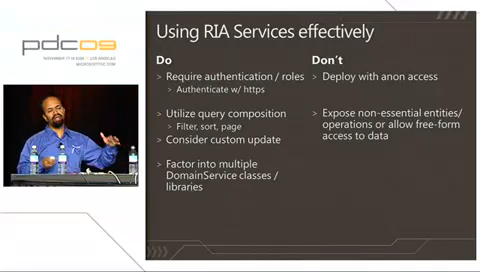 pdc09
NOVEMBER 17-19 2009 LOS ANGELES
MICROSOFTPDC.COM
Using RIA Services effectively
Do
Require authentication / roles
Authenticate w/ https
Utilize query composition
Filter, sort, page
Consider custom update
Factor into multiple
DomainService classes /
libraries
Don't
Deploy with anon access
Expose non-essential entities/
operations or allow free-form
access to data